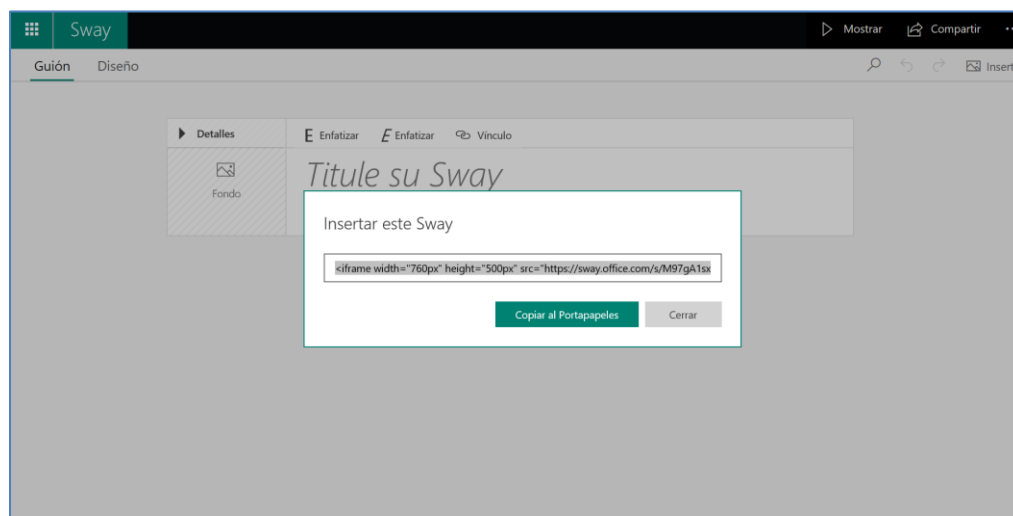 Sway
Mostrar
Compartir
Guión
Diseño
Insert
Detalles
E Enfatizar
E Enfatizar
Vínculo
Fondo
Titule su Sway
Insertar este Sway
<iframe width="760px" height="500px" src="https://sway.office.com/s/M97gA1sx
Copiar al Portapapeles
Cerrar